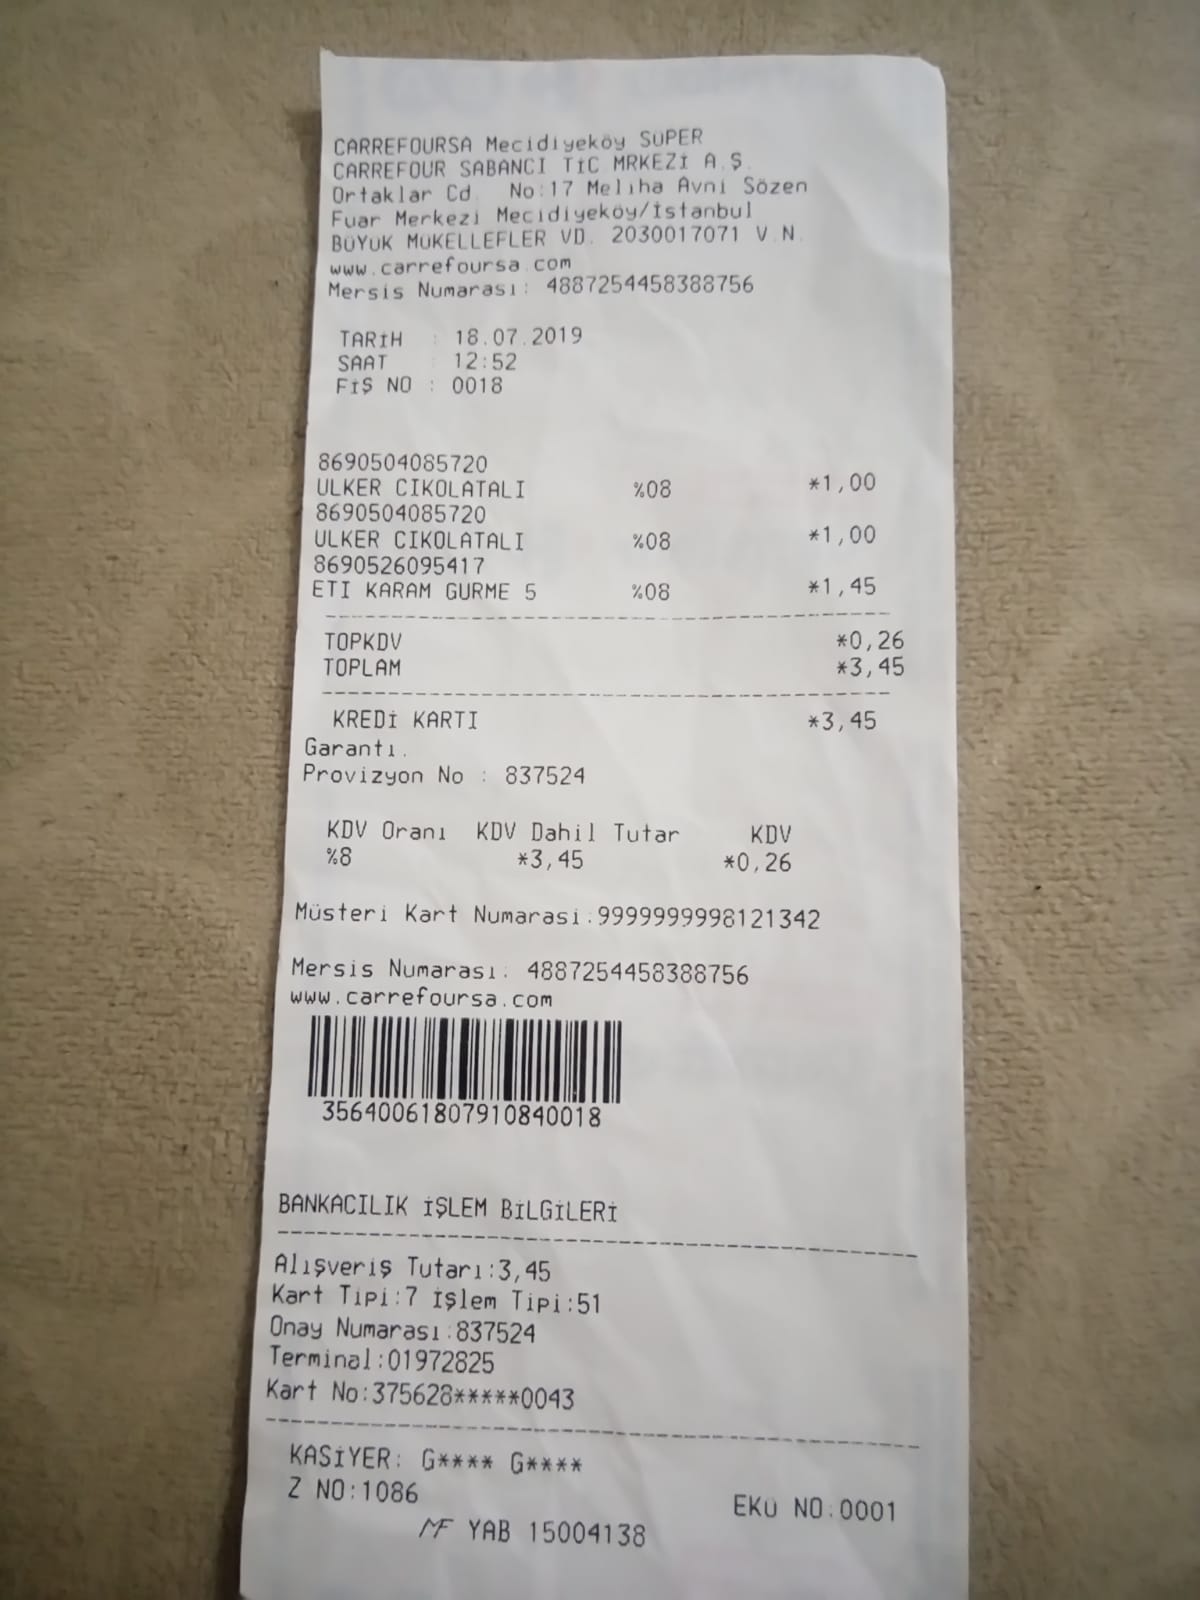 CARREFOURSA Mecidiyeköy SÜPER
CARREFOUR SABANCI TİC MRKEZİ A.Ş.
Ortaklar Cd. No:17 Meliha Avni Sözen
Fuar Merkezi Mecidiyeköy/İstanbul
BÜYÜK MÜKELLEFLER VD. 2030017071 V.N.
www.carrefoursa.com
Mersis Numarası: 4887254458388756
TARİH : 18.07.2019
SAAT : 12:52
FİŞ NO : 0018
8690504085720
ULKER CIKOLATALI %08 *1,00
8690504085720
ULKER CIKOLATALI %08 *1,00
8690526095417
ETI KARAM GURME 5 %08 *1,45
TOPKDV *0,26
TOPLAM *3,45
KREDİ KARTI *3,45
Garantı.
Provizyon No : 837524
KDV Oranı KDV Dahil Tutar KDV
%8 *3,45 *0,26
Müsteri Kart Numarasi:9999999998121342
Mersis Numarası: 4887254458388756
www.carrefoursa.com
35640061807910840018
BANKACILIK İŞLEM BİLGİLERİ
Alışveriş Tutarı:3,45
Kart Tipi:7 İşlem Tipi:51
Onay Numarası:837524
Terminal:01972825
Kart No:375628*****0043
KASİYER: G**** G****
Z NO:1086
EKÜ NO:0001
MF YAB 15004138